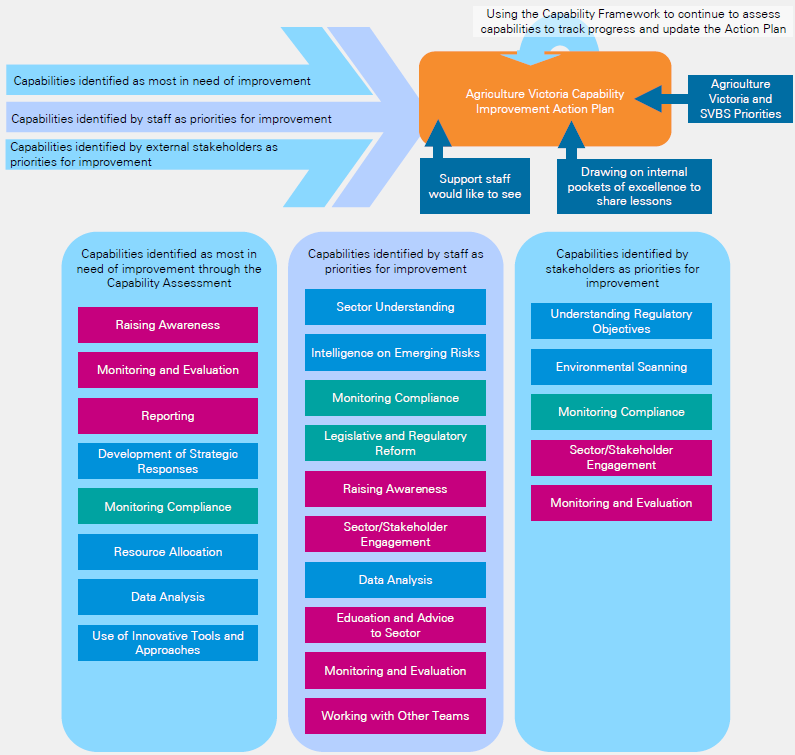 Using the Capability Framework to continue to assess
capabilities to track progress and update the Action Plan
Capabilities identified as most in need of improvement
Capabilities identified by staff as priorities for improvement
Capabilities identified by external stakeholders as
priorities for improvement
Agriculture Victoria Capability
Improvement Action Plan
Agriculture
Victoria and
SVBS Priorities
Support staff
would like to see
Drawing on internal
pockets of excellence to
share lessons
Capabilities identified as most in
need of improvement through the
Capability Assessment
Raising Awareness
Monitoring and Evaluation
Reporting
Development of Strategic
Responses
Monitoring Compliance
Resource Allocation
Data Analysis
Use of Innovative Tools and
Approaches
Capabilities identified by staff as
priorities for improvement
Sector Understanding
Intelligence on Emerging Risks
Monitoring Compliance
Legislative and Regulatory
Reform
Raising Awareness
Sector/Stakeholder
Engagement
Data Analysis
Education and Advice
to Sector
Monitoring and Evaluation
Working with Other Teams
Capabilities identified by
stakeholders as priorities for
improvement
Understanding Regulatory
Objectives
Environmental Scanning
Monitoring Compliance
Sector/Stakeholder
Engagement
Monitoring and Evaluation